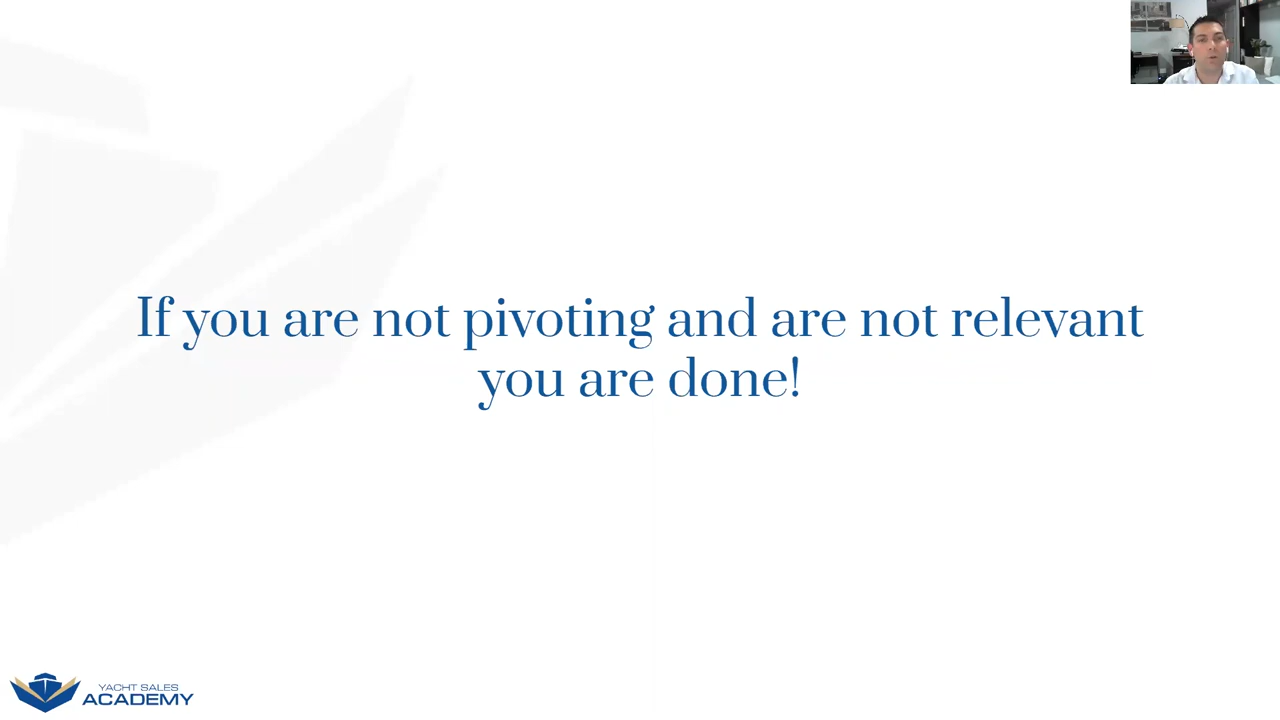 If you are not pivoting and are not relevant
you are done!
YACHT SALES
ACADEMY